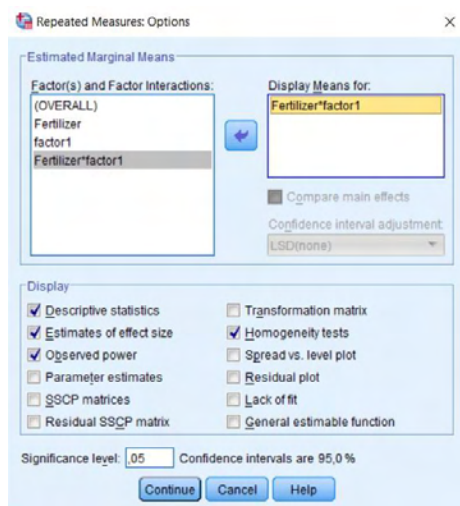 Repeated Measures: Options
Estimated Marginal Means
Factor(s) and Factor Interactions:
(OVERALL)
Fertilizer
factor1
Fertilizer*factor1
Display Means for:
Fertilizer*factor1
Compare main effects
Confidence interval adjustment:
LSD(none)
Display
Descriptive statistics
Transformation matrix
Estimates of effect size
Homogeneity tests
Observed power
Spread vs. level plot
Parameter estimates
Residual plot
SSCP matrices
Lack of fit
Residual SSCP matrix
General estimable function
Significance level: ,05 Confidence intervals are 95,0 %
Continue Cancel Help